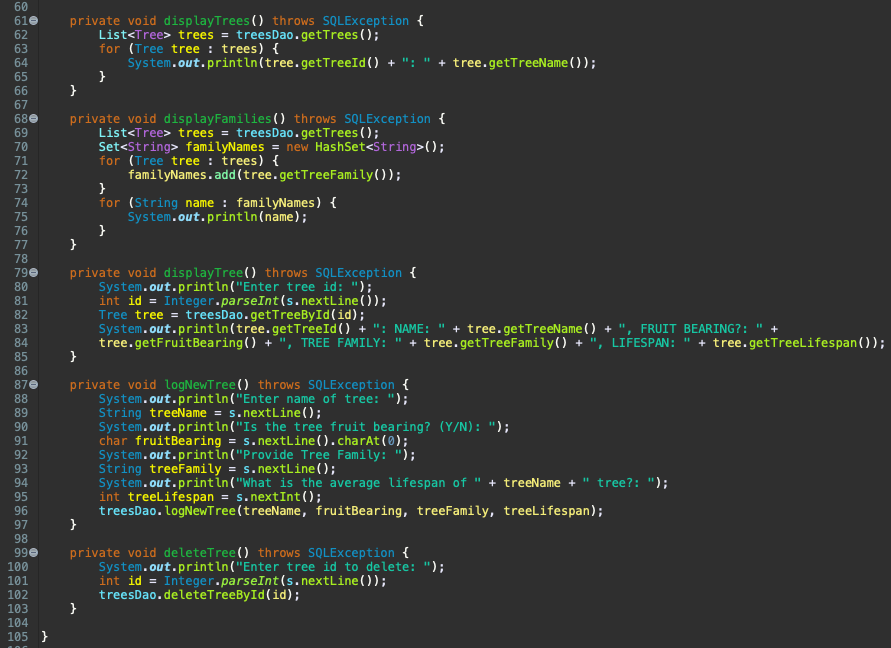 60
61 private void displayTrees() throws SQLException {
62 List<Tree> trees = treesDao.getTrees();
63 for (Tree tree : trees) {
64 System.out.println(tree.getTreeId() + ": " + tree.getTreeName());
65 }
66 }
67
68 private void displayFamilies() throws SQLException {
69 List<Tree> trees = treesDao.getTrees();
70 Set<String> familyNames = new HashSet<String>();
71 for (Tree tree : trees) {
72 familyNames.add(tree.getTreeFamily());
73 }
74 for (String name : familyNames) {
75 System.out.println(name);
76 }
77 }
78
79 private void displayTree() throws SQLException {
80 System.out.println("Enter tree id: ");
81 int id = Integer.parseInt(s.nextLine());
82 Tree tree = treesDao.getTreeById(id);
83 System.out.println(tree.getTreeId() + ": NAME: " + tree.getTreeName() + ", FRUIT BEARING?: " +
84 tree.getFruitBearing() + ", TREE FAMILY: " + tree.getTreeFamily() + ", LIFESPAN: " + tree.getTreeLifespan());
85 }
86
87 private void logNewTree() throws SQLException {
88 System.out.println("Enter name of tree: ");
89 String treeName = s.nextLine();
90 System.out.println("Is the tree fruit bearing? (Y/N): ");
91 char fruitBearing = s.nextLine().charAt(0);
92 System.out.println("Provide Tree Family: ");
93 String treeFamily = s.nextLine();
94 System.out.println("What is the average lifespan of " + treeName + " tree?: ");
95 int treeLifespan = s.nextInt();
96 treesDao.logNewTree(treeName, fruitBearing, treeFamily, treeLifespan);
97 }
98
99 private void deleteTree() throws SQLException {
100 System.out.println("Enter tree id to delete: ");
101 int id = Integer.parseInt(s.nextLine());
102 treesDao.deleteTreeById(id);
103 }
104
105 }